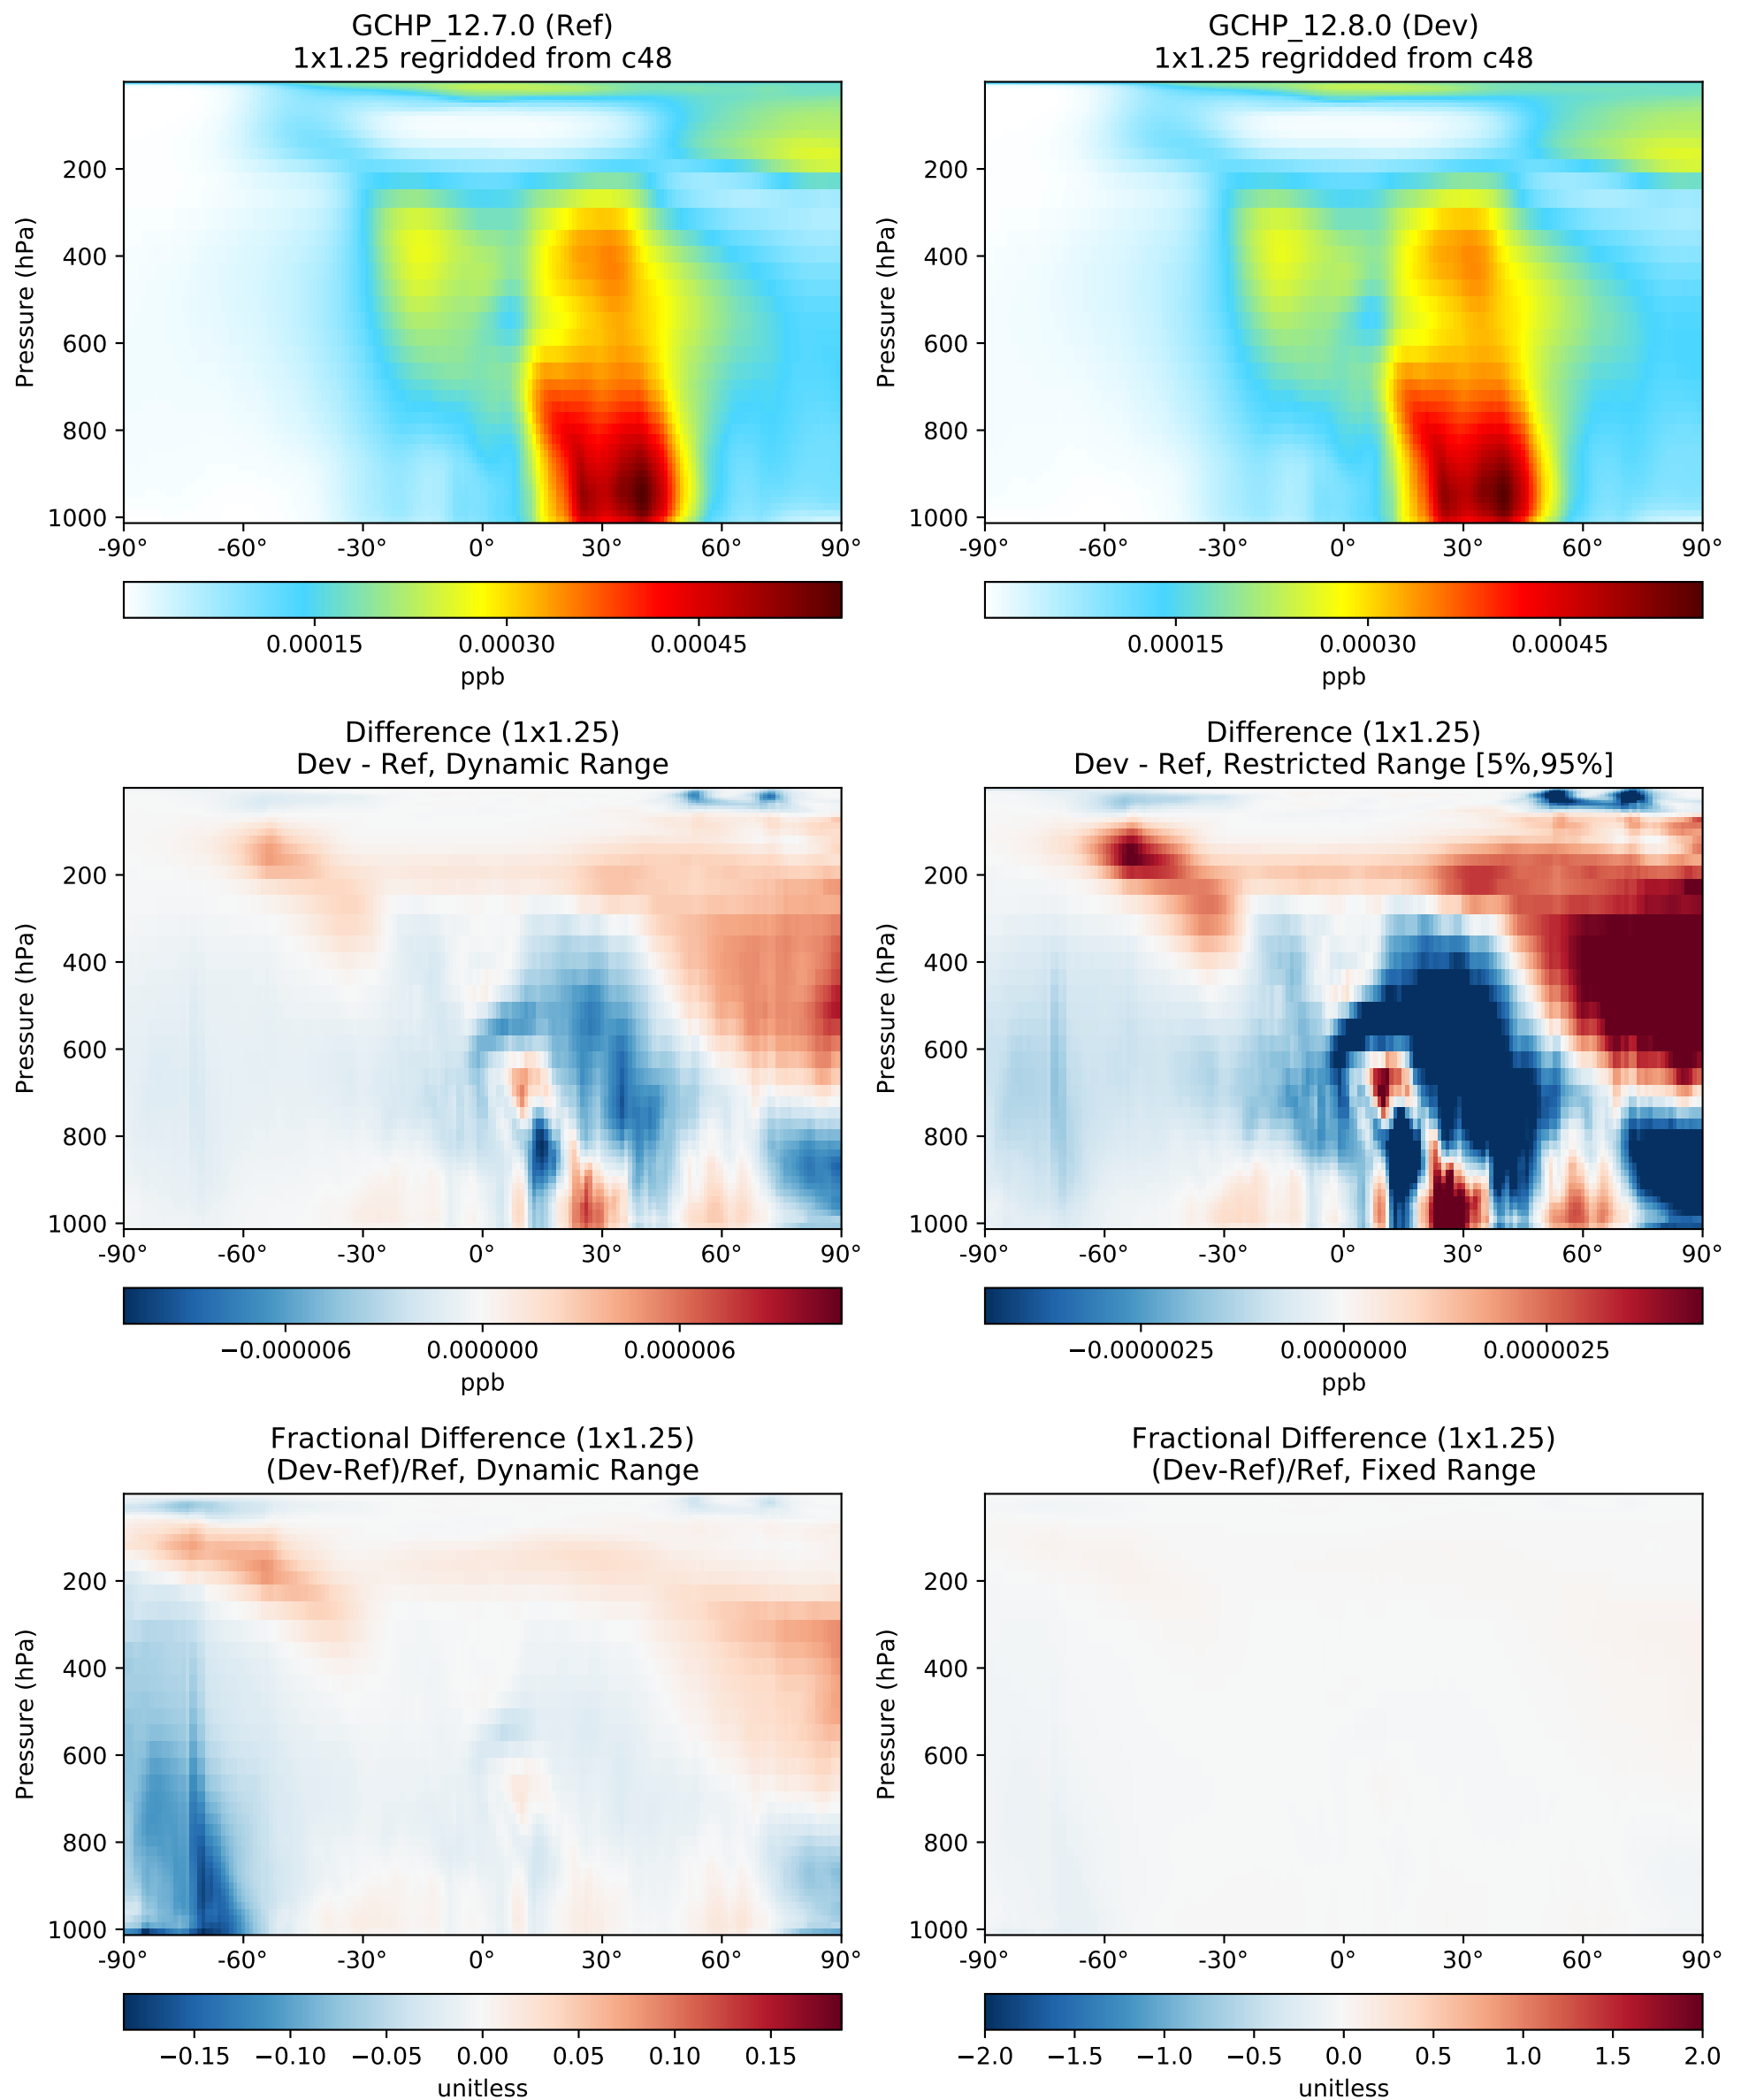 GCHP_12.7.0 (Ref)
1x1.25 regridded from c48
Pressure (hPa)
200
400
600
800
1000
-90° -60° -30° 0° 30° 60° 90°
0.00015 0.00030 0.00045
ppb
GCHP_12.8.0 (Dev)
1x1.25 regridded from c48
Pressure (hPa)
200
400
600
800
1000
-90° -60° -30° 0° 30° 60° 90°
0.00015 0.00030 0.00045
ppb
Difference (1x1.25)
Dev - Ref, Dynamic Range
Pressure (hPa)
200
400
600
800
1000
-90° -60° -30° 0° 30° 60° 90°
−0.000006 0.000000 0.000006
ppb
Difference (1x1.25)
Dev - Ref, Restricted Range [5%,95%]
Pressure (hPa)
200
400
600
800
1000
-90° -60° -30° 0° 30° 60° 90°
−0.0000025 0.0000000 0.0000025
ppb
Fractional Difference (1x1.25)
(Dev-Ref)/Ref, Dynamic Range
Pressure (hPa)
200
400
600
800
1000
-90° -60° -30° 0° 30° 60° 90°
−0.15 −0.10 −0.05 0.00 0.05 0.10 0.15
unitless
Fractional Difference (1x1.25)
(Dev-Ref)/Ref, Fixed Range
Pressure (hPa)
200
400
600
800
1000
-90° -60° -30° 0° 30° 60° 90°
−2.0 −1.5 −1.0 −0.5 0.0 0.5 1.0 1.5 2.0
unitless